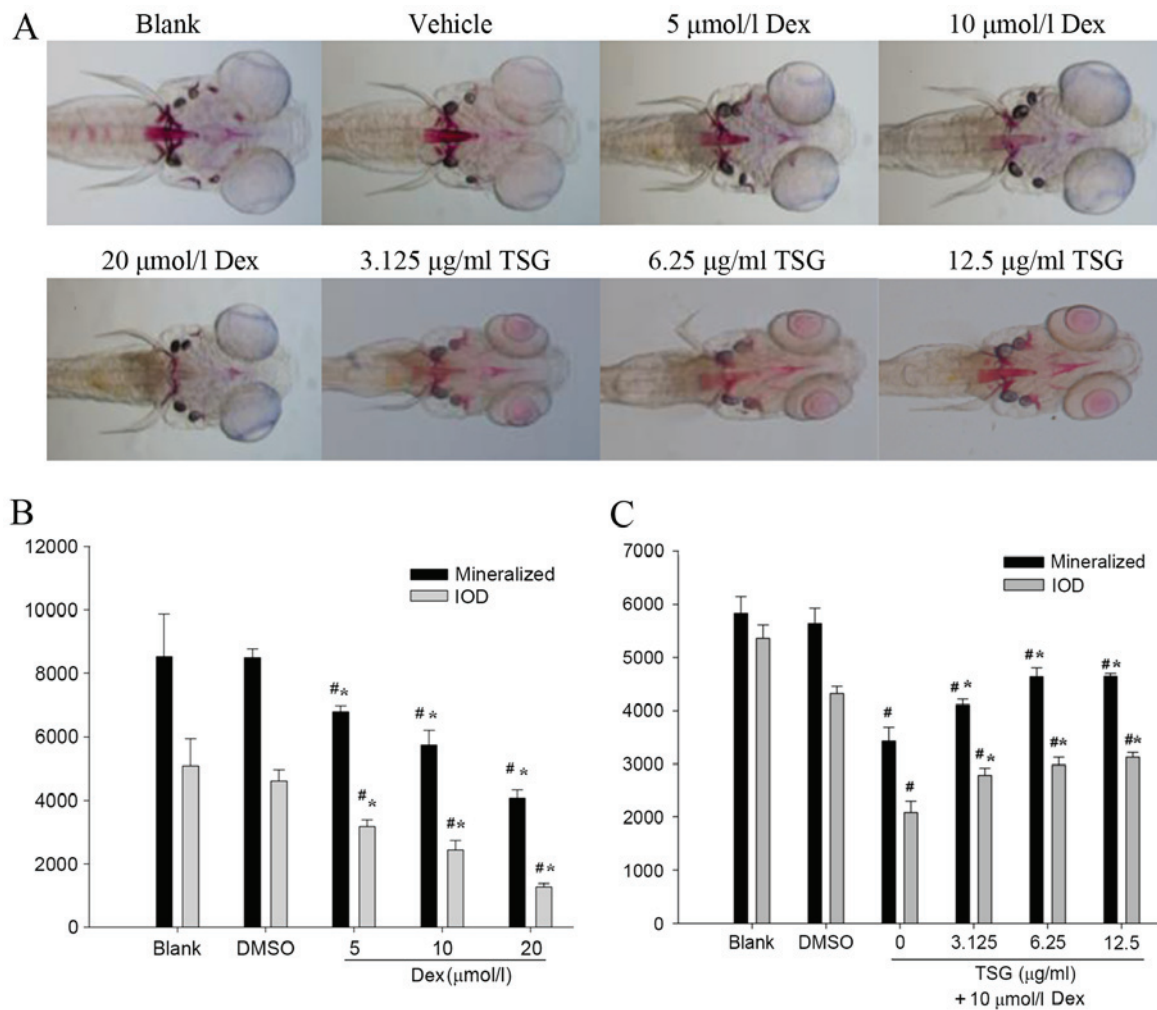 A
Blank Vehicle 5 μmol/l Dex 10 μmol/l Dex
20 μmol/l Dex 3.125 μg/ml TSG 6.25 μg/ml TSG 12.5 μg/ml TSG
B
12000
10000
8000
6000
4000
2000
0
Mineralized
IOD
#*
#*
#*
#*
#*
#*
Blank DMSO 5 10 20
Dex(μmol/l)
C
7000
6000
5000
4000
3000
2000
1000
0
Mineralized
IOD
#
#
#*
#*
#*
#*
#*
#*
Blank DMSO 0 3.125 6.25 12.5
TSG (μg/ml)
+ 10 μmol/l Dex